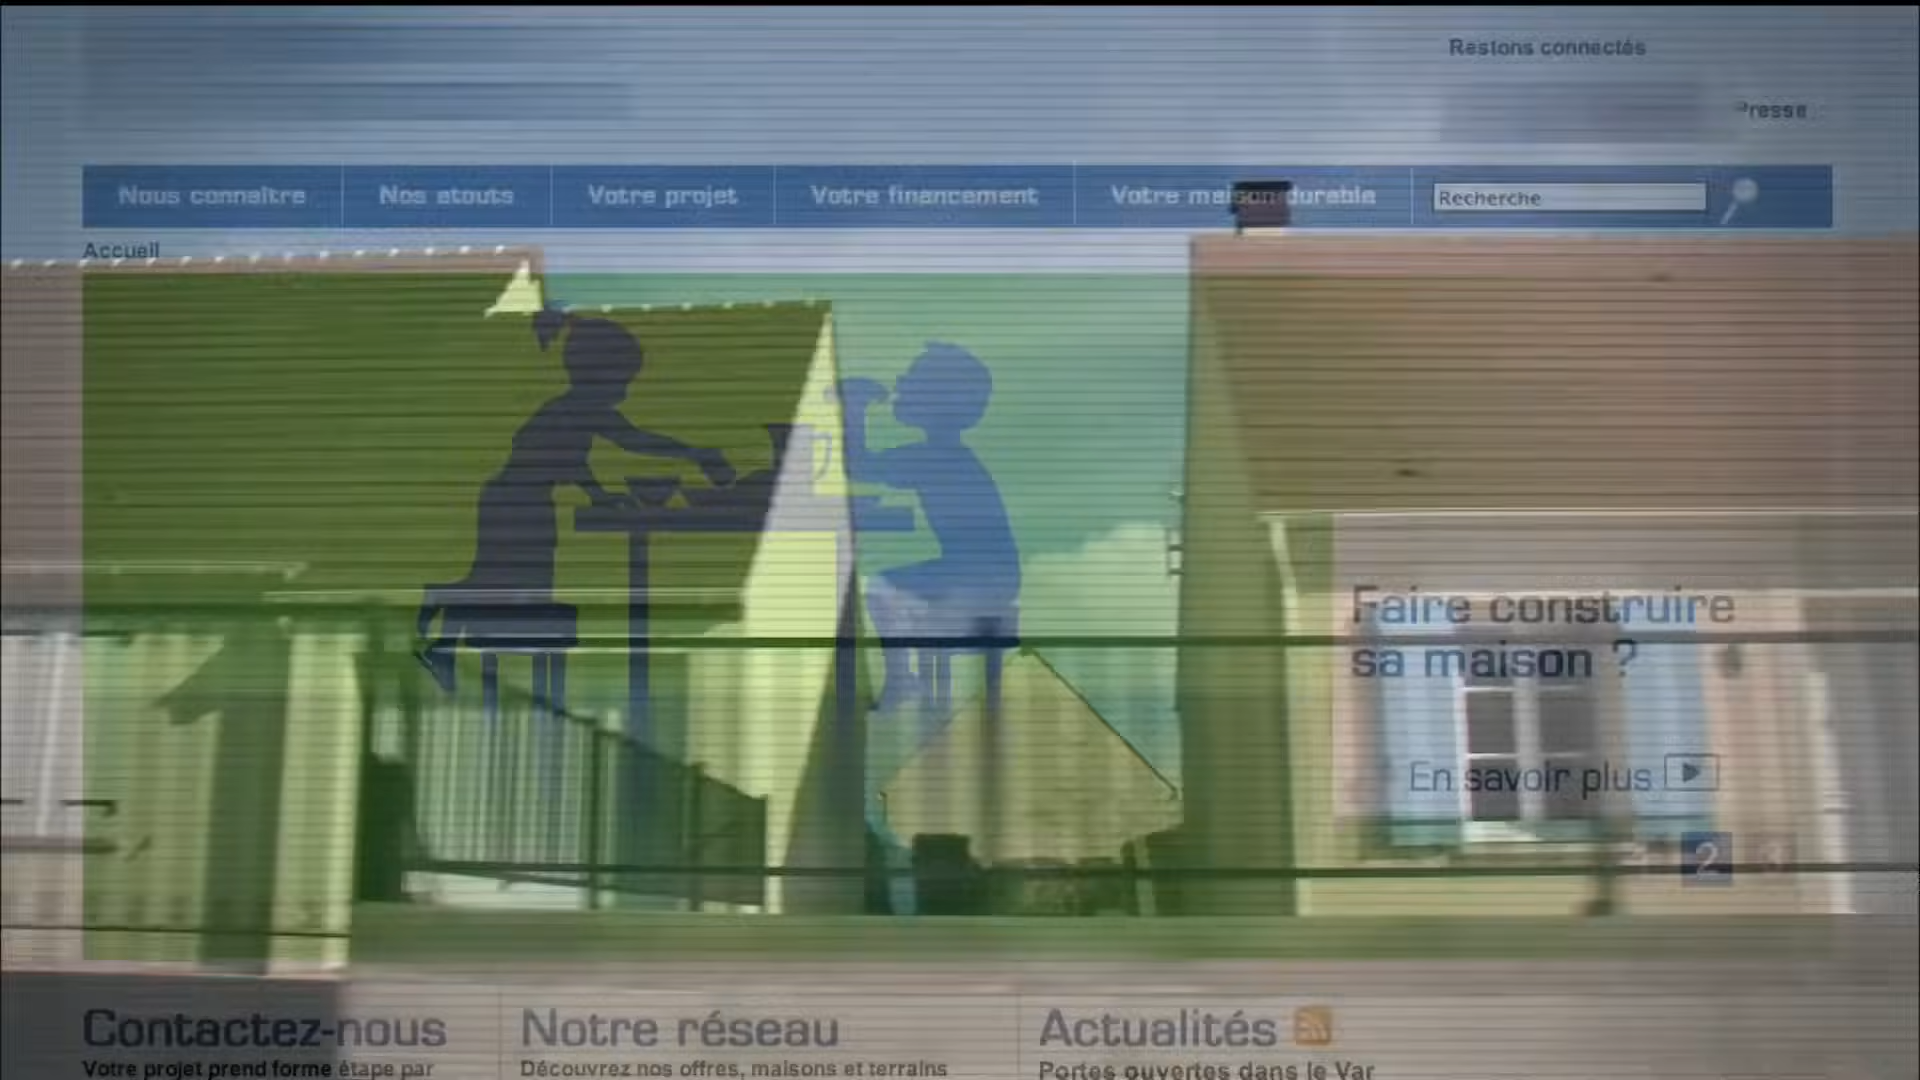 Restons connectés
Presse
Nous connaître
Nos atouts
Votre projet
Votre financement
Votre maison durable
Recherche
Accueil
Faire construire
sa maison ?
En savoir plus
2
3
Contactez-nous
Notre réseau
Actualités
Votre projet prend forme étape par
Découvrez nos offres, maisons et terrains
Portes ouvertes dans le Var